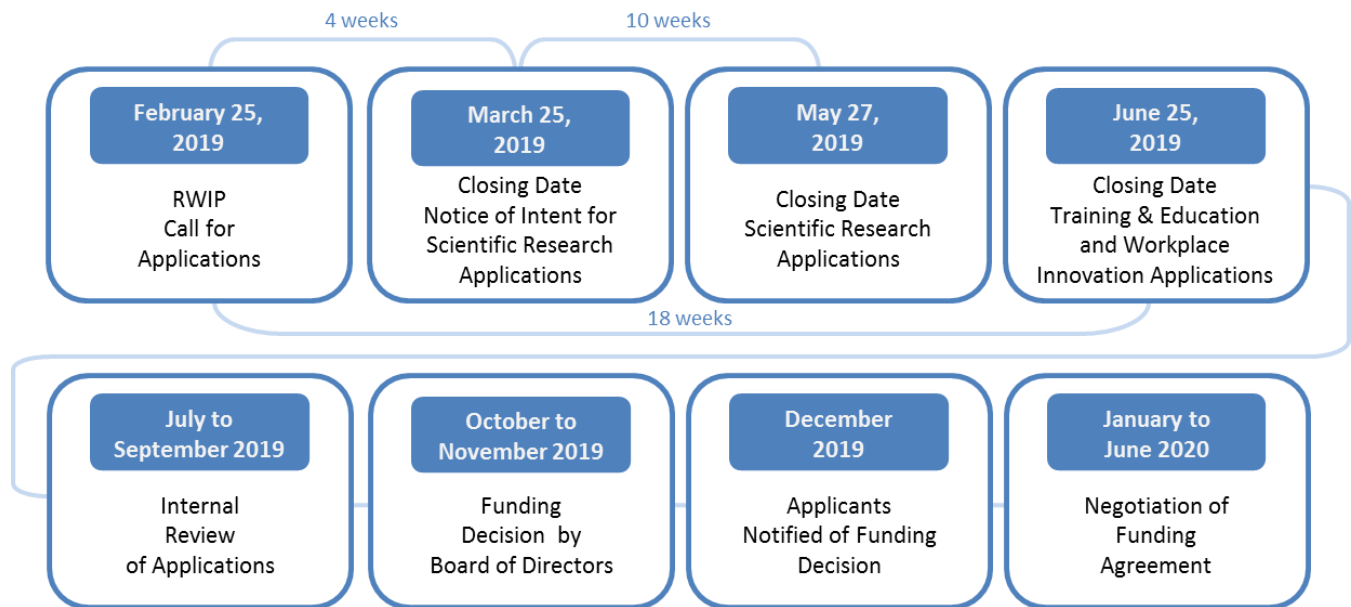 4 weeks
10 weeks
February 25,
2019
RWIP
Call for
Applications
March 25,
2019
Closing Date
Notice of Intent for
Scientific Research
Applications
May 27,
2019
Closing Date
Scientific Research
Applications
June 25,
2019
Closing Date
Training & Education
and Workplace
Innovation Applications
18 weeks
July to
September 2019
Internal
Review
of Applications
October to
November 2019
Funding
Decision by
Board of Directors
December
2019
Applicants
Notified of Funding
Decision
January to
June 2020
Negotiation of
Funding
Agreement